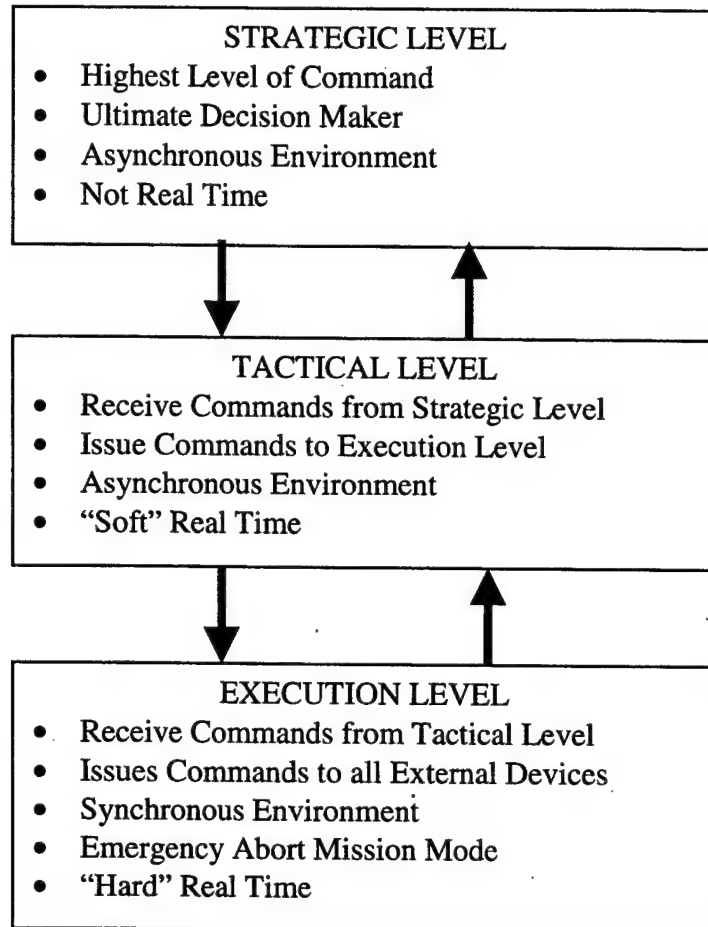 STRATEGIC LEVEL
• Highest Level of Command
• Ultimate Decision Maker
• Asynchronous Environment
• Not Real Time
TACTICAL LEVEL
• Receive Commands from Strategic Level
• Issue Commands to Execution Level
• Asynchronous Environment
• “Soft” Real Time
EXECUTION LEVEL
• Receive Commands from Tactical Level
• Issues Commands to all External Devices
• Synchronous Environment
• Emergency Abort Mission Mode
• “Hard” Real Time